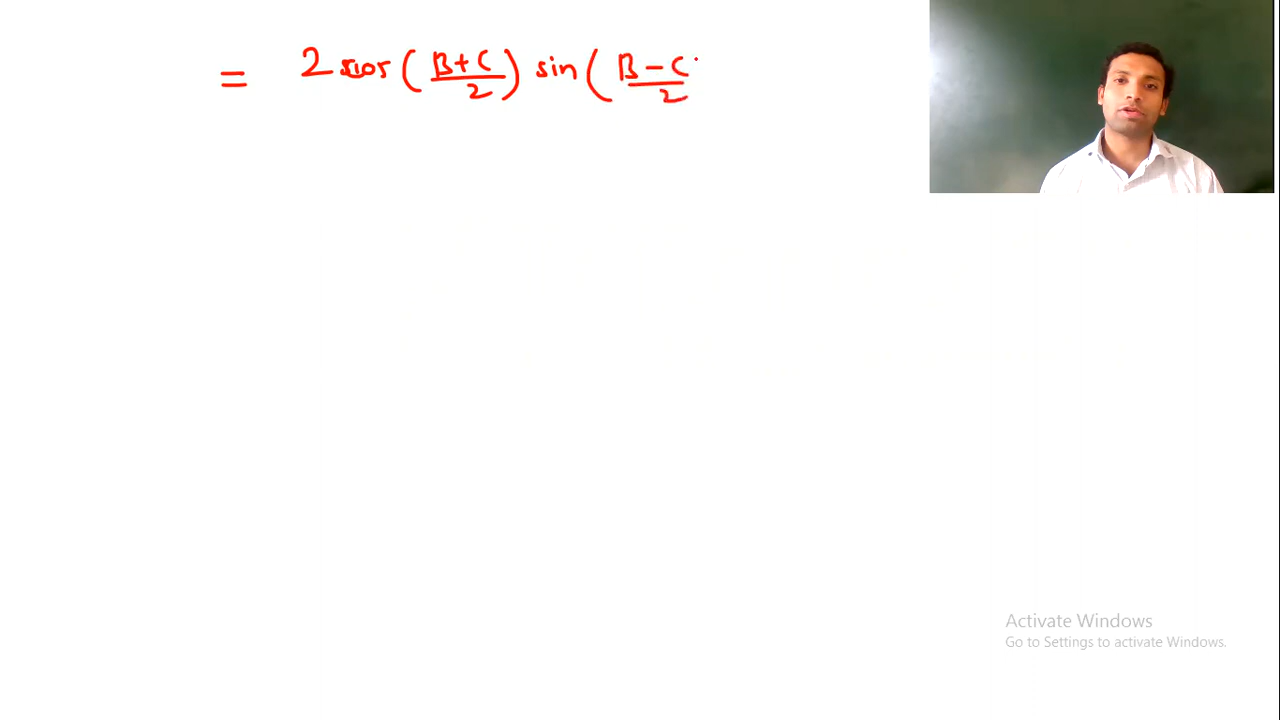 = 2 cos (B+C/2) sin (B-C/2
Activate Windows
Go to Settings to activate Windows.